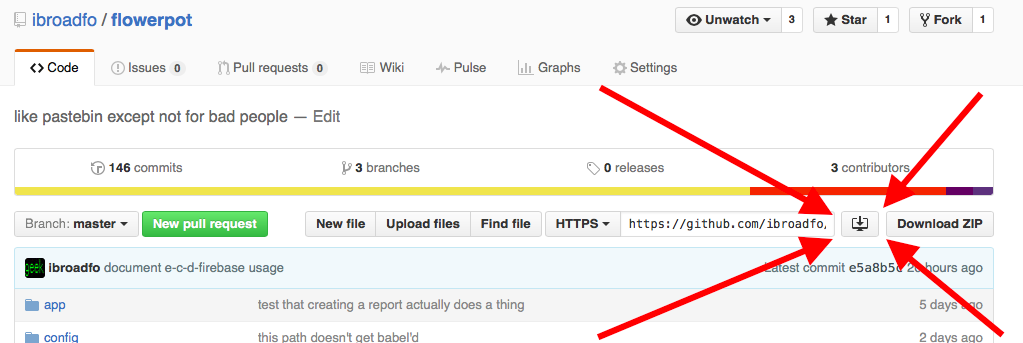 ibroadfo / flowerpot
Unwatch 3
Star 1
Fork 1
Code
Issues 0
Pull requests 0
Wiki
Pulse
Graphs
Settings
like pastebin except not for bad people — Edit
146 commits
3 branches
0 releases
3 contributors
Branch: master
New pull request
New file
Upload files
Find file
HTTPS
https://github.com/ibroadfo/
Download ZIP
geek
ibroadfo document e-c-d-firebase usage
Latest commit e5a8b5c 20 hours ago
app
test that creating a report actually does a thing
5 days ago
config
this path doesn't get babel'd
2 days ago